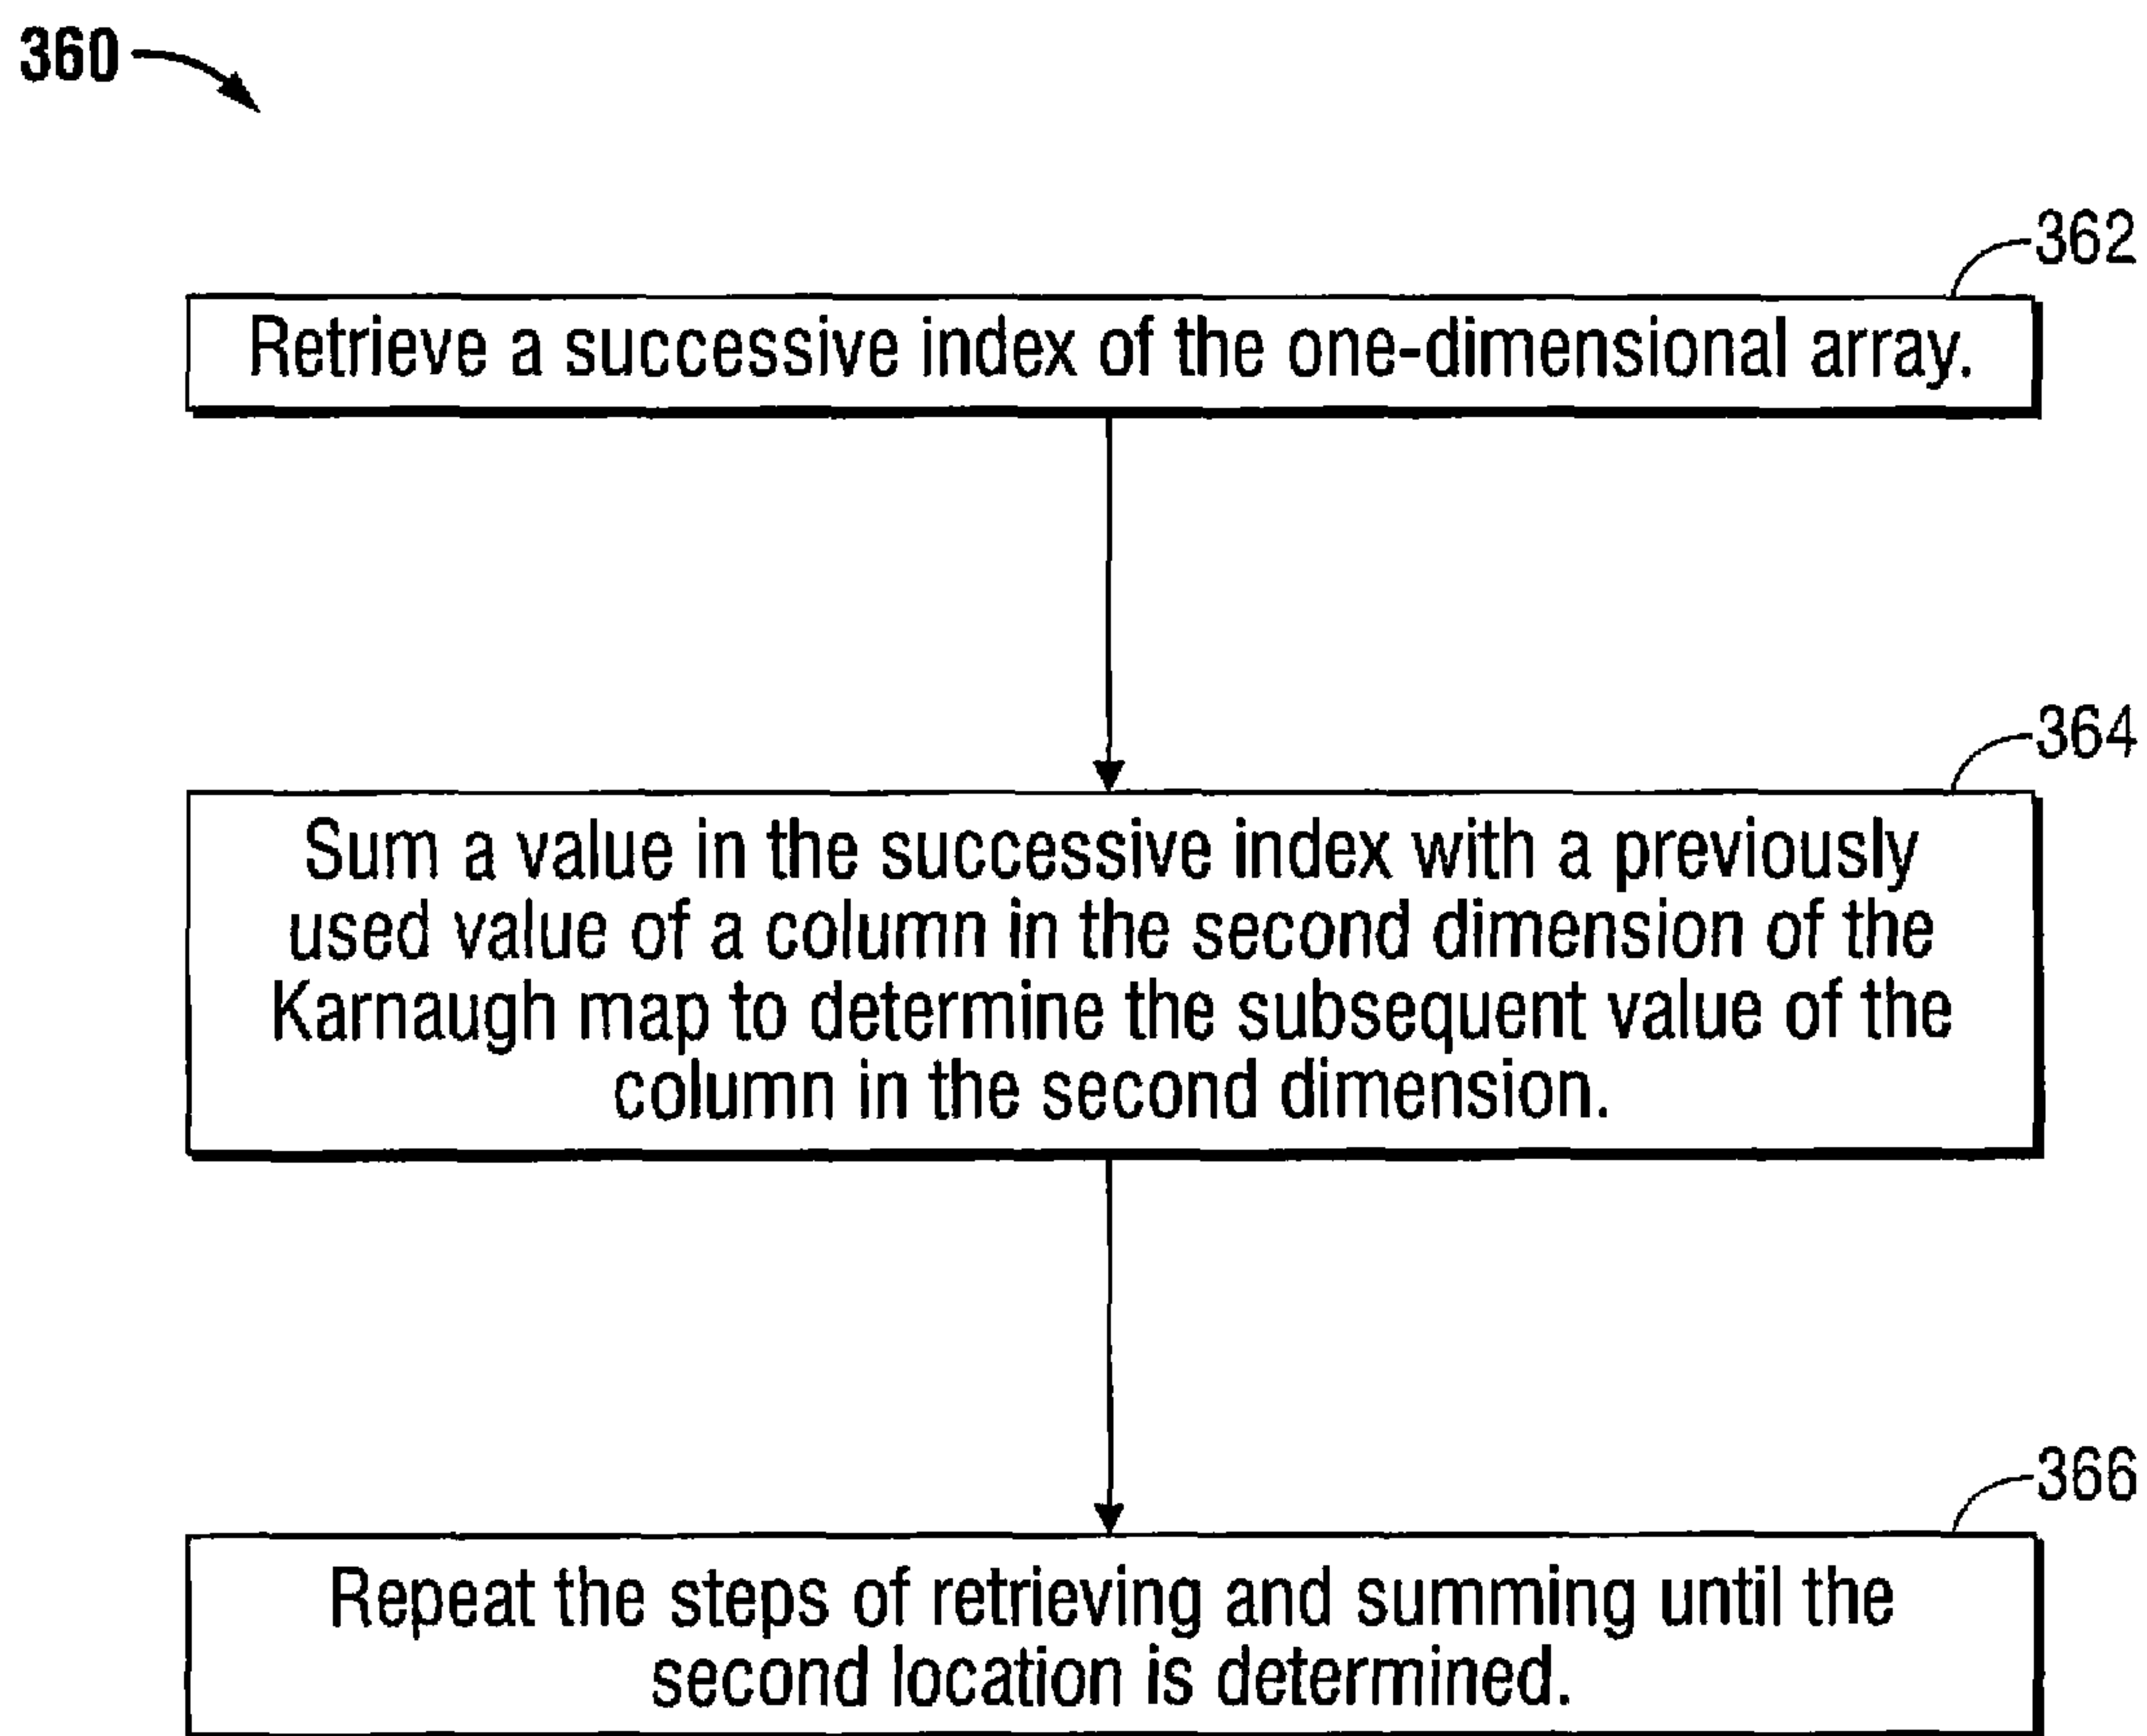 360
362
Retrieve a successive index of the one-dimensional array.
364
Sum a value in the successive index with a previously
used value of a column in the second dimension of the
Karnaugh map to determine the subsequent value of the
column in the second dimension.
366
Repeat the steps of retrieving and summing until the
second location is determined.